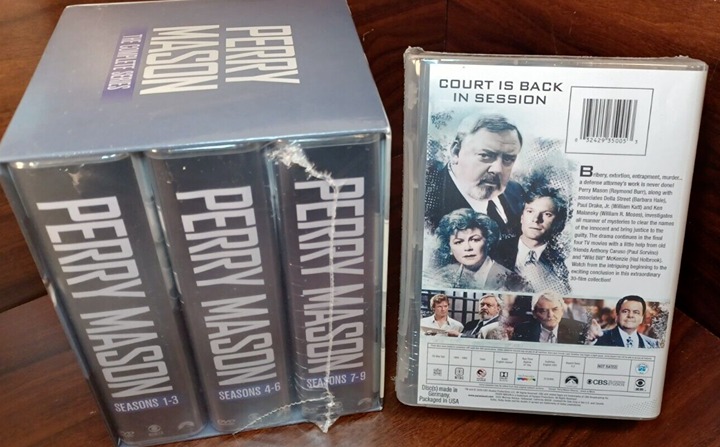 PERRY
MASON
THE COMPLETE SERIES
PERRY MASON
SEASONS 1-3
PERRY MASON
SEASONS 4-6
PERRY MASON
SEASONS 7-9
COURT IS BACK
IN SESSION
Bribery, extortion, entrapment, murder...
a defense attorney's work is never done!
Perry Mason (Raymond Burr), along with
associates Della Street (Barbara Hale),
Paul Drake, Jr. (William Katt) and Ken
Malansky (William R. Moses), investigates
all manner of mysteries to clear the names
of the innocent and bring justice to the
guilty. The drama continues in the final
four TV movies with a little help from old
friends Anthony Caruso (Paul Sorvino)
and "Wild Bill" McKenzie (Hal Holbrook).
Watch from the intriguing beginning to the
exciting conclusion in this extraordinary
30-film collection!
CBS
Disc(s) made in
Germany
Packaged in USA